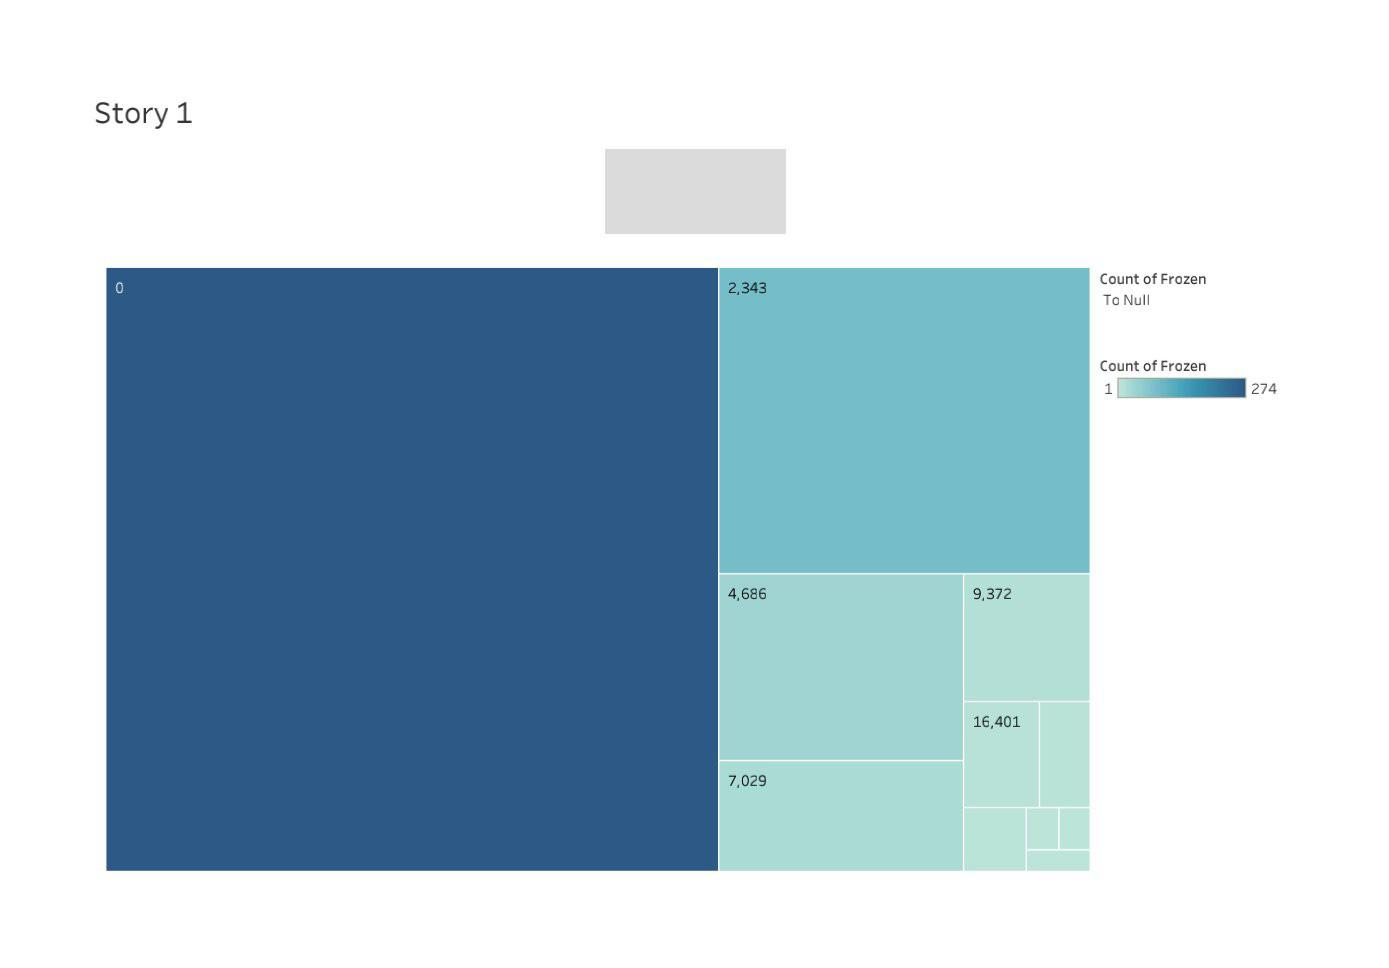 Story 1
0
2,343
4,686
9,372
16,401
7,029
Count of Frozen
To Null
Count of Frozen
1
274